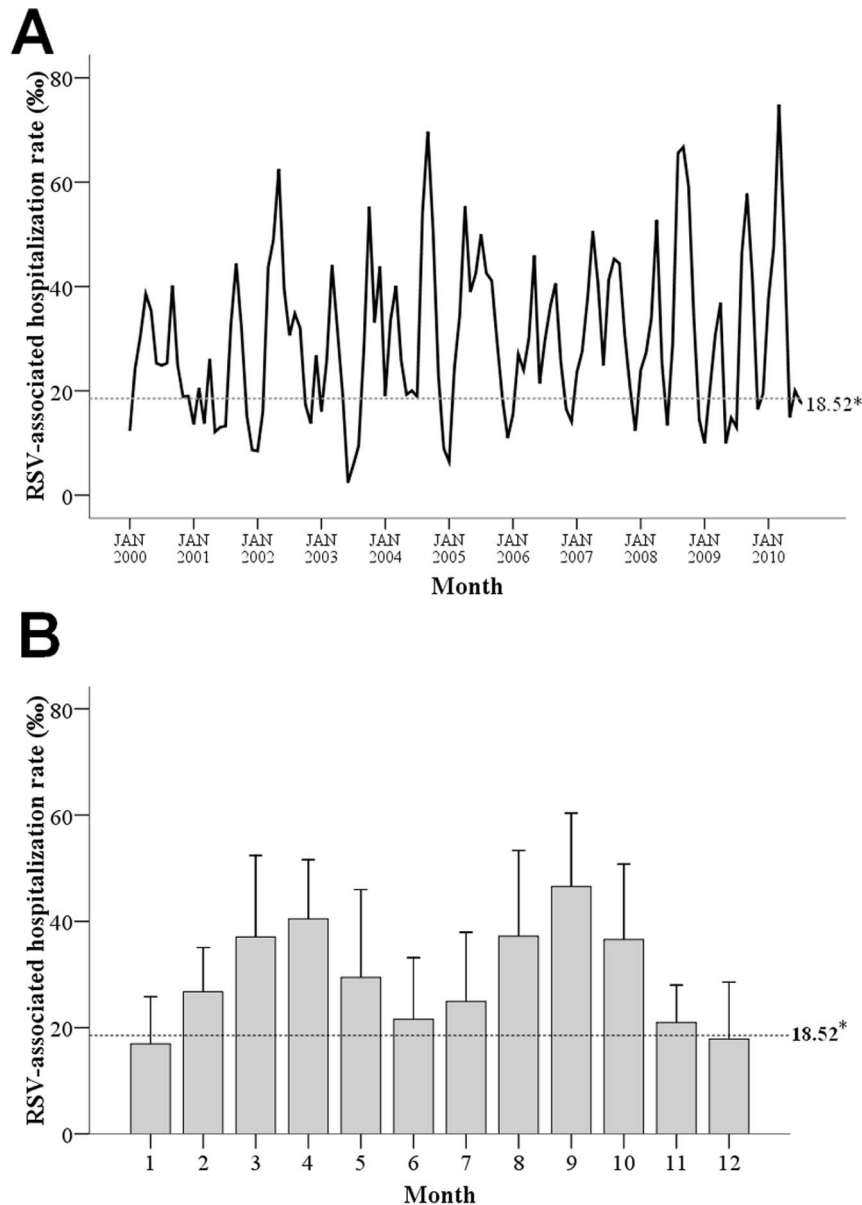 A
RSV-associated hospitalization rate (‰)
80
60
40
20
0
18.52*
JAN 2000
JAN 2001
JAN 2002
JAN 2003
JAN 2004
JAN 2005
JAN 2006
JAN 2007
JAN 2008
JAN 2009
JAN 2010
Month
B
RSV-associated hospitalization rate (‰)
80
60
40
20
0
18.52*
1 2 3 4 5 6 7 8 9 10 11 12
Month